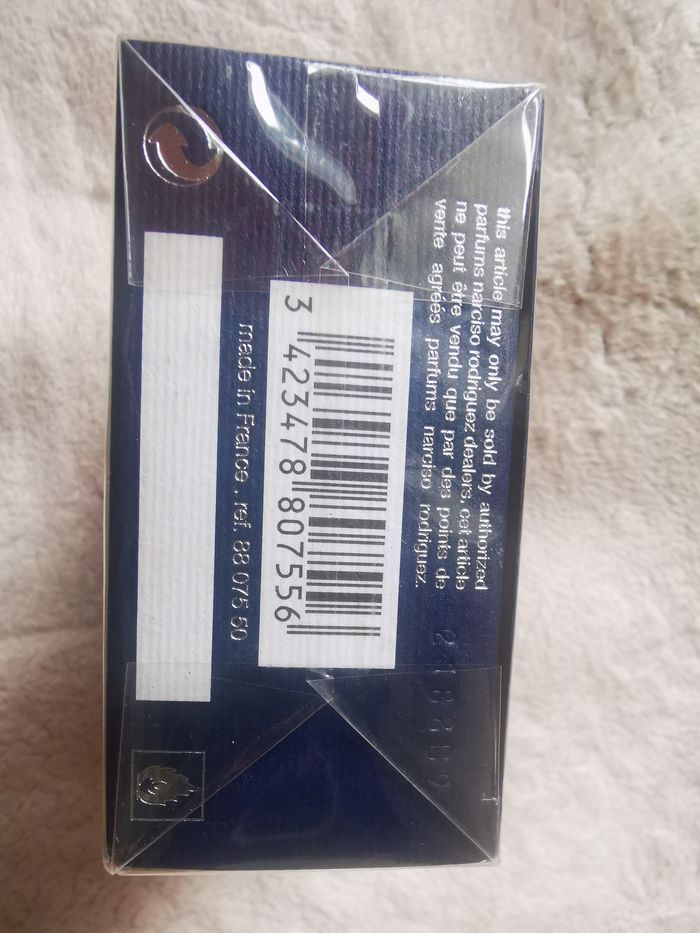 this article may only be sold by authorized
parfums narciso rodriguez dealers, cet article
ne peut être vendu que par des points de
vente agréés parfums narciso rodriguez.
3 423478 807556
made in France . ref. 88 075 50